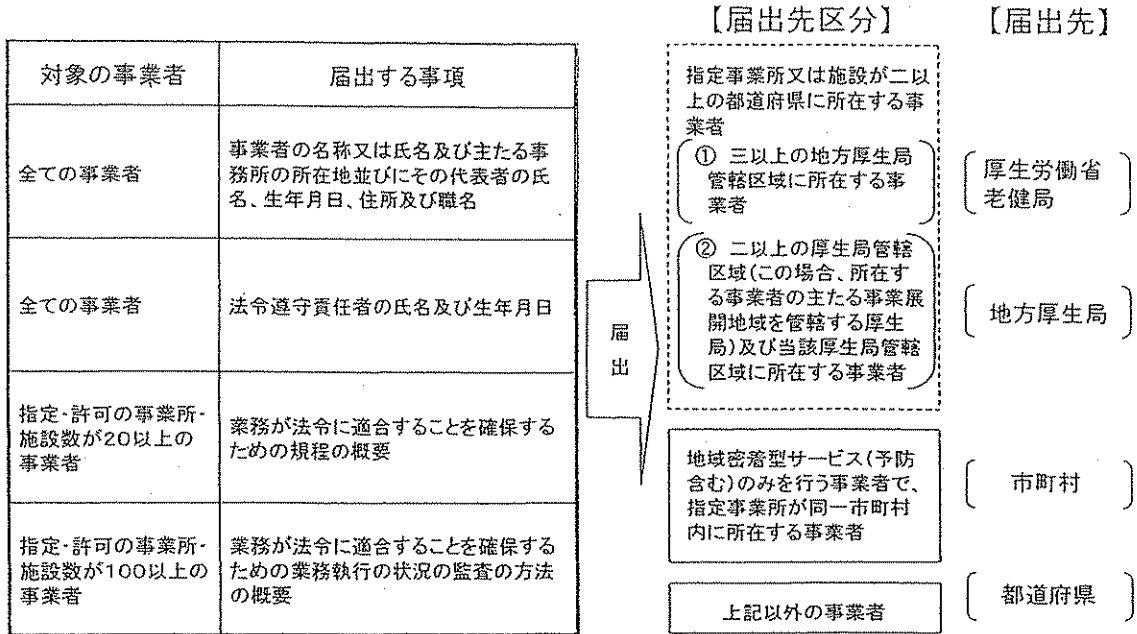 【届出先区分】
【届出先】
対象の事業者
届出する事項
全ての事業者
事業者の名称又は氏名及び主たる事
務所の所在地並びにその代表者の氏
名、生年月日、住所及び職名
全ての事業者
法令遵守責任者の氏名及び生年月日
指定・許可の事業所・
施設数が20以上の
事業者
業務が法令に適合することを確保する
ための規程の概要
指定・許可の事業所・
施設数が100以上の
事業者
業務が法令に適合することを確保する
ための業務執行の状況の監査の方法
の概要
届
出
指定事業所又は施設が二以
上の都道府県に所在する事
業者
① 三以上の地方厚生局
管轄区域に所在する事
業者
厚生労働省
老健局
② 二以上の厚生局管轄
区域(この場合、所在す
る事業者の主たる事業展
開地域を管轄する厚生
局)及び当該厚生局管轄
区域に所在する事業者
地方厚生局
地域密着型サービス(予防
含む)のみを行う事業者で、
指定事業所が同一市町村
内に所在する事業者
市町村
上記以外の事業者
都道府県